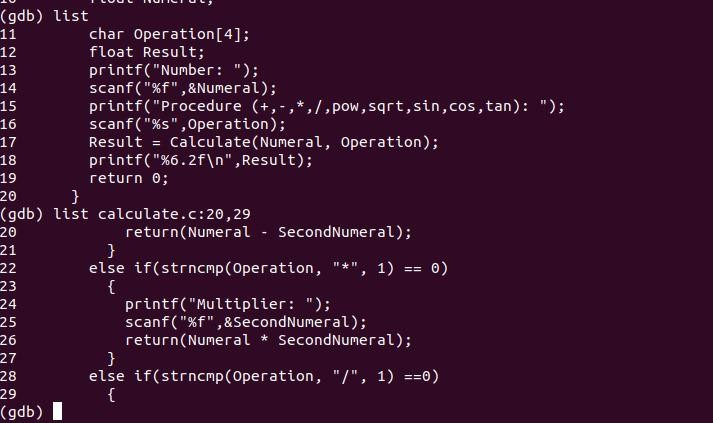 10        float Numeral;
(gdb) list
11        char Operation[4];
12        float Result;
13        printf("Number: ");
14        scanf("%f",&Numeral);
15        printf("Procedure (+,-,*,/,pow,sqrt,sin,cos,tan): ");
16        scanf("%s",Operation);
17        Result = Calculate(Numeral, Operation);
18        printf("%6.2f\n",Result);
19        return 0;
20      }
(gdb) list calculate.c:20,29
20            return(Numeral - SecondNumeral);
21          }
22        else if(strncmp(Operation, "*", 1) == 0)
23          {
24            printf("Multiplier: ");
25            scanf("%f",&SecondNumeral);
26            return(Numeral * SecondNumeral);
27          }
28        else if(strncmp(Operation, "/", 1) ==0)
29          {
(gdb)